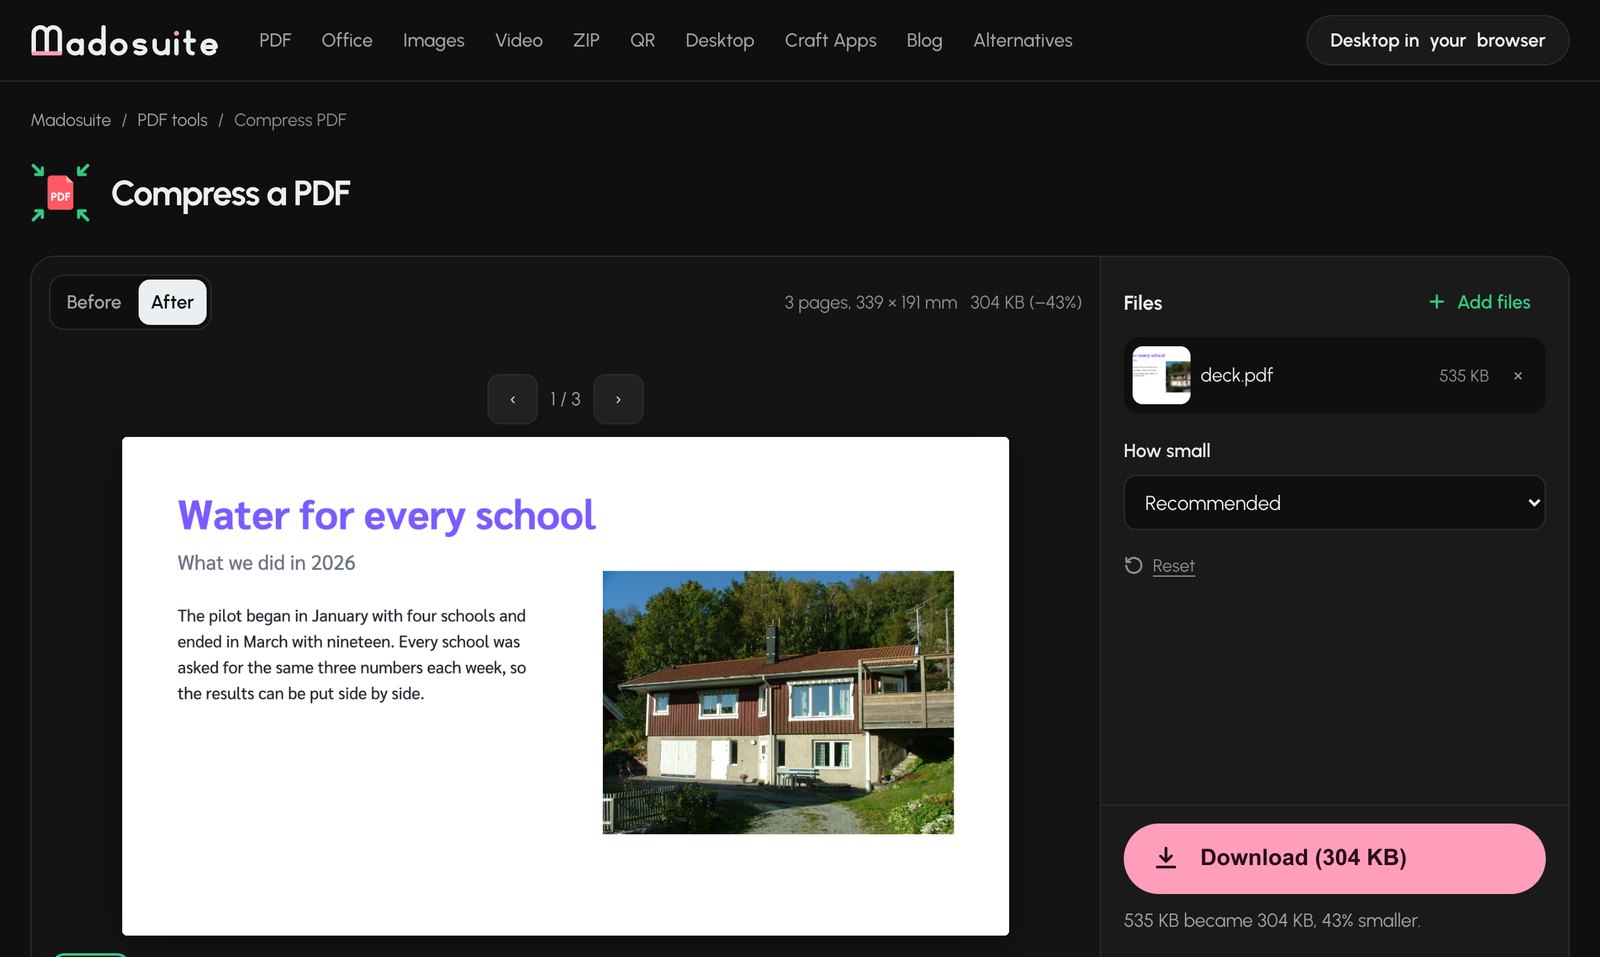 Madosuite PDF Office Images Video ZIP QR Desktop Craft Apps Blog Alternatives Desktop in your browser
Madosuite / PDF tools / Compress PDF
PDF Compress a PDF
Before After 3 pages, 339 × 191 mm 304 KB (−43%)
‹ 1 / 3 ›
Water for every school
What we did in 2026
The pilot began in January with four schools and
ended in March with nineteen. Every school was
asked for the same three numbers each week, so
the results can be put side by side.
Files + Add files
deck.pdf 535 KB ×
How small
Recommended
Reset
Download (304 KB)
535 KB became 304 KB, 43% smaller.